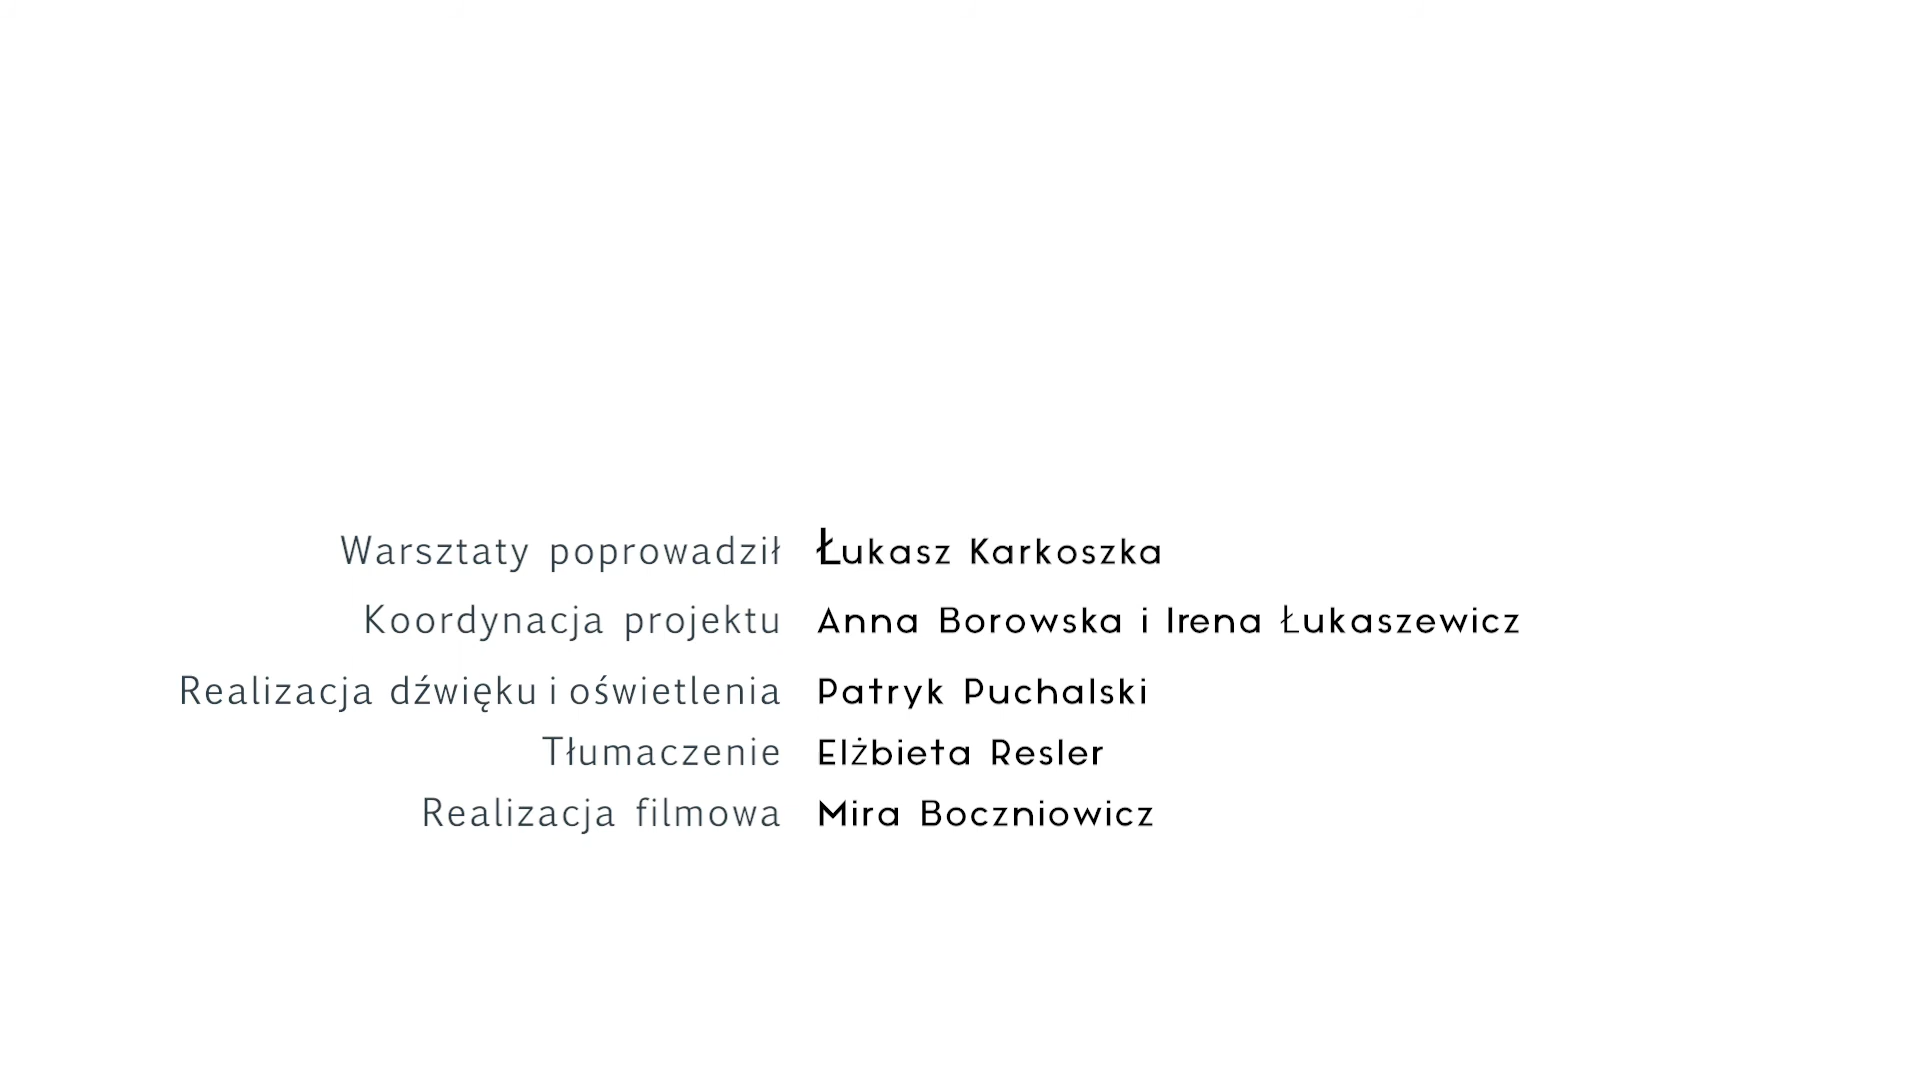 Warsztaty poprowadził Łukasz Karkoszka
Koordynacja projektu Anna Borowska i Irena Łukaszewicz
Realizacja dźwięku i oświetlenia Patryk Puchalski
Tłumaczenie Elżbieta Resler
Realizacja filmowa Mira Boczniowicz